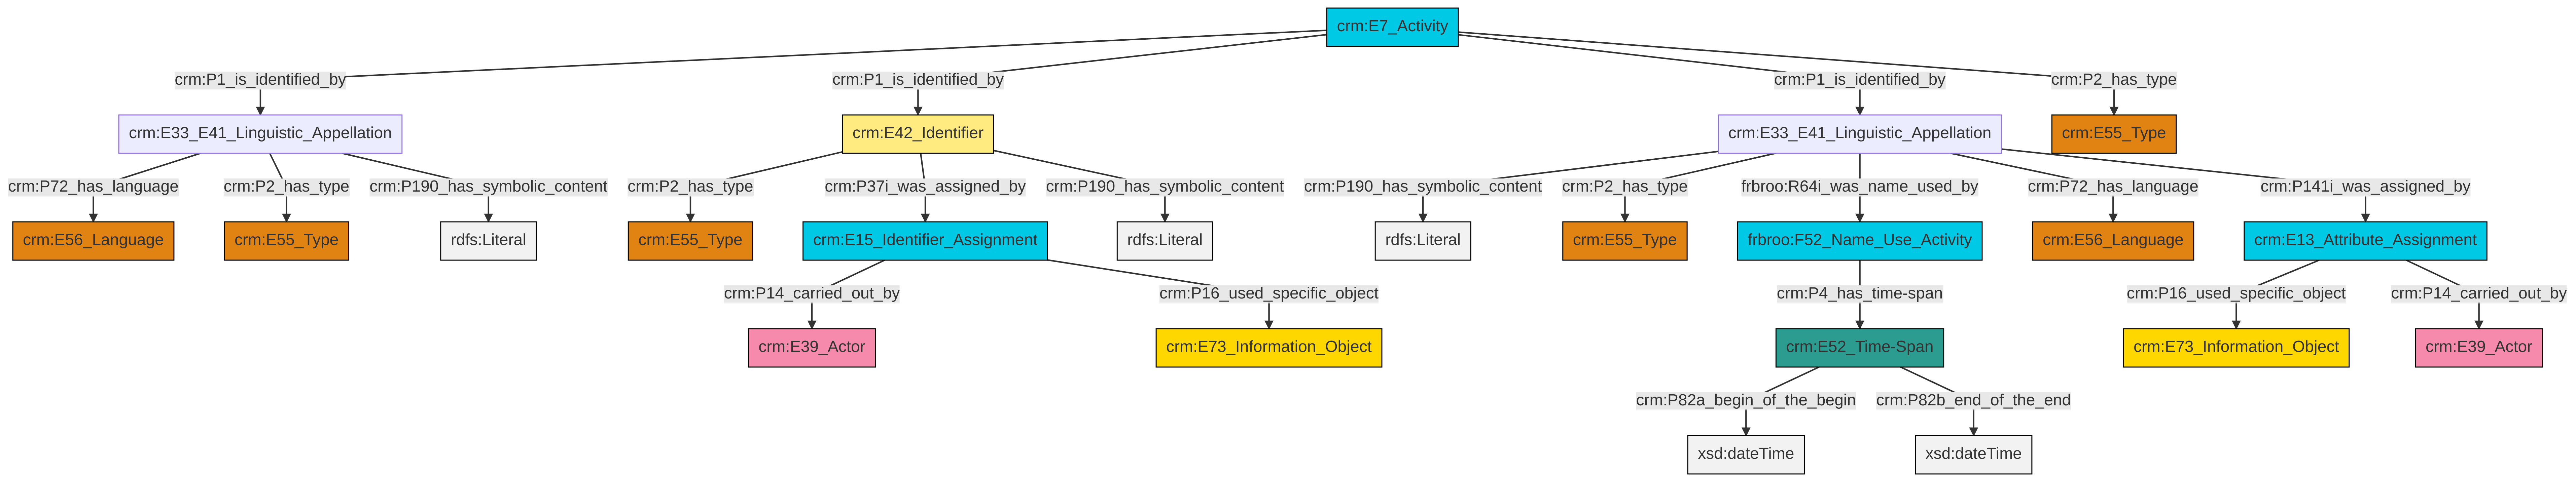 crm:E7_Activity
crm:P1_is_identified_by
crm:P1_is_identified_by
crm:P1_is_identified_by
crm:P2_has_type
crm:E33_E41_Linguistic_Appellation
crm:E42_Identifier
crm:E33_E41_Linguistic_Appellation
crm:E55_Type
crm:P72_has_language
crm:P2_has_type
crm:P190_has_symbolic_content
crm:P2_has_type
crm:P37i_was_assigned_by
crm:P190_has_symbolic_content
crm:P190_has_symbolic_content
crm:P2_has_type
frbroo:R64i_was_name_used_by
crm:P72_has_language
crm:P141i_was_assigned_by
crm:E56_Language
crm:E55_Type
rdfs:Literal
crm:E55_Type
crm:E15_Identifier_Assignment
rdfs:Literal
rdfs:Literal
crm:E55_Type
frbroo:F52_Name_Use_Activity
crm:E56_Language
crm:E13_Attribute_Assignment
crm:P14_carried_out_by
crm:P16_used_specific_object
crm:P4_has_time-span
crm:P16_used_specific_object
crm:P14_carried_out_by
crm:E39_Actor
crm:E73_Information_Object
crm:E52_Time-Span
crm:E73_Information_Object
crm:E39_Actor
crm:P82a_begin_of_the_begin
crm:P82b_end_of_the_end
xsd:dateTime
xsd:dateTime